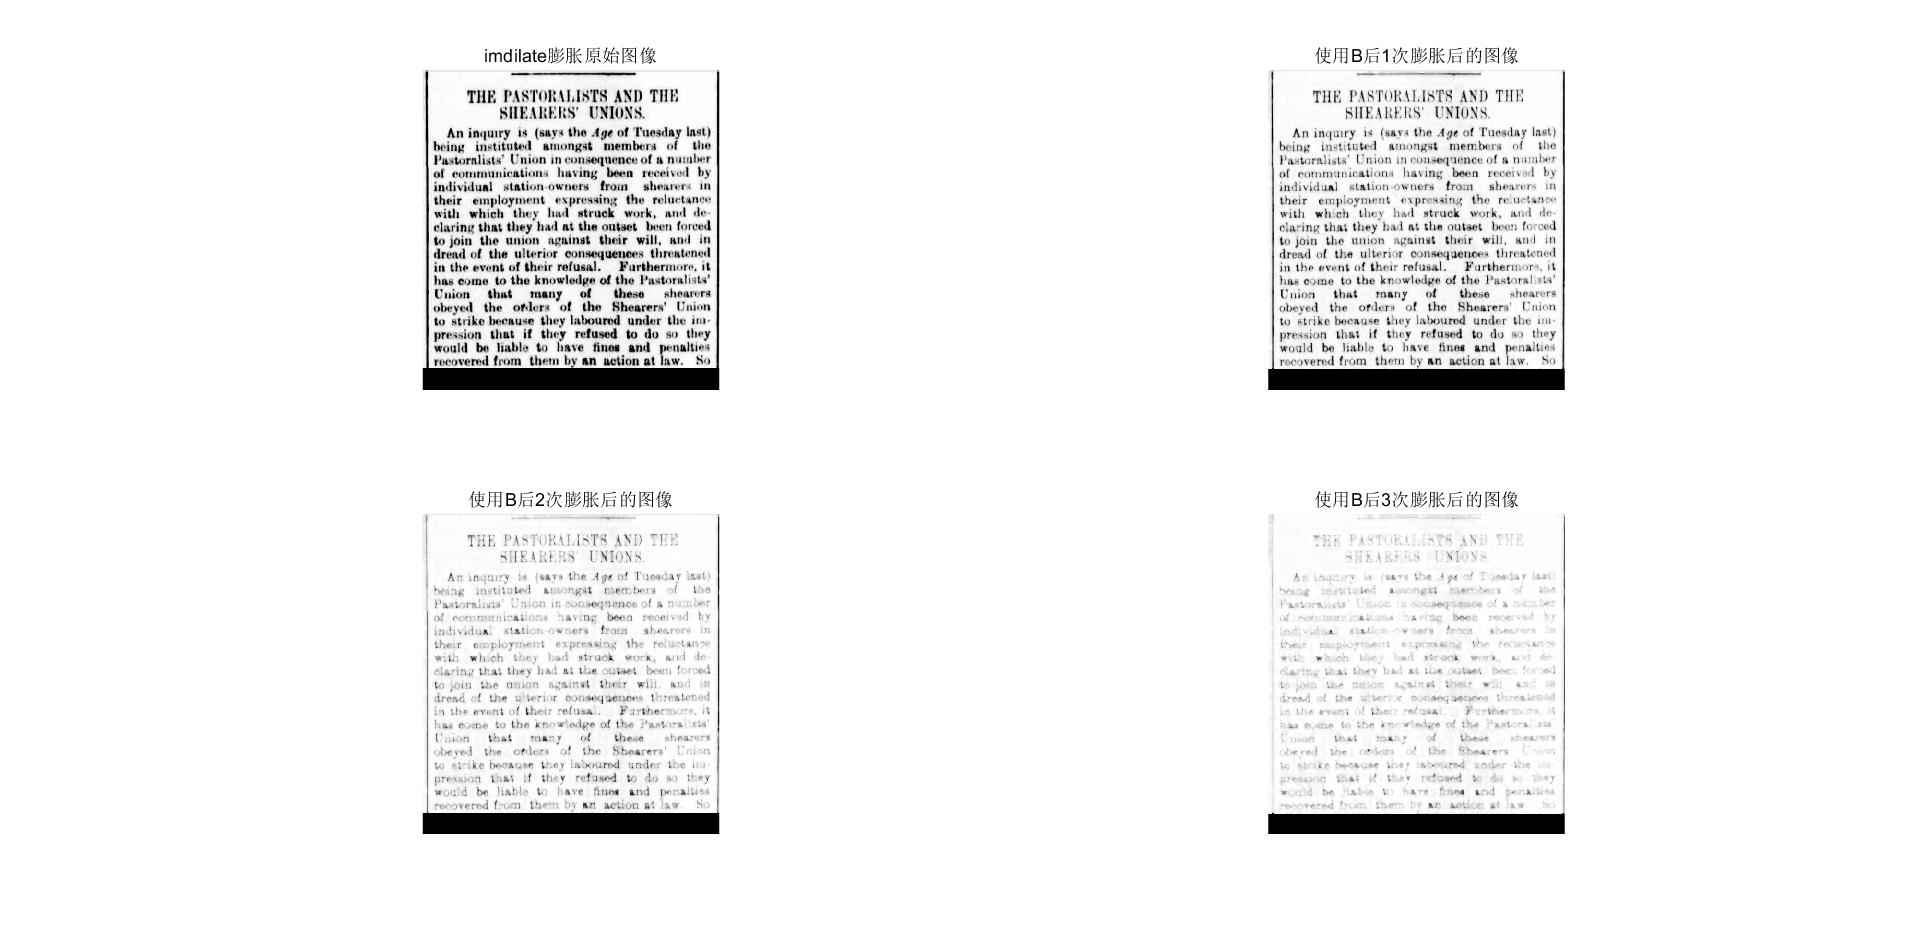 imdilate膨胀原始图像
THE PASTORALISTS AND THE
SHEARERS' UNIONS.
An inquiry is (says the Age of Tuesday last)
being instituted amongst members of the
Pastoralists' Union in consequence of a number
of communications having been received by
individual station-owners from shearers in
their employment expressing the reluctance
with which they had struck work, and de-
claring that they had at the outset been forced
to join the union against their will, and in
dread of the ulterior consequences threatened
in the event of their refusal. Furthermore, it
has come to the knowledge of the Pastoralists'
Union that many of these shearers
obeyed the orders of the Shearers' Union
to strike because they laboured under the im-
pression that if they refused to do so they
would be liable to have fines and penalties
recovered from them by an action at law. So
使用B后1次膨胀后的图像
THE PASTORALISTS AND THE
SHEARERS' UNIONS.
An inquiry is (says the Age of Tuesday last)
being instituted amongst members of the
Pastoralists' Union in consequence of a number
of communications having been received by
individual station-owners from shearers in
their employment expressing the reluctance
with which they had struck work, and de-
claring that they had at the outset been forced
to join the union against their will, and in
dread of the ulterior consequences threatened
in the event of their refusal. Furthermore, it
has come to the knowledge of the Pastoralists'
Union that many of these shearers
obeyed the orders of the Shearers' Union
to strike because they laboured under the im-
pression that if they refused to do so they
would be liable to have fines and penalties
recovered from them by an action at law. So
使用B后2次膨胀后的图像
THE PASTORALISTS AND THE
SHEARERS' UNIONS.
An inquiry is (says the Age of Tuesday last)
being instituted amongst members of the
Pastoralists' Union in consequence of a number
of communications having been received by
individual station-owners from shearers in
their employment expressing the reluctance
with which they had struck work, and de-
claring that they had at the outset been forced
to join the union against their will, and in
dread of the ulterior consequences threatened
in the event of their refusal. Furthermore, it
has come to the knowledge of the Pastoralists'
Union that many of these shearers
obeyed the orders of the Shearers' Union
to strike because they laboured under the im-
pression that if they refused to do so they
would be liable to have fines and penalties
recovered from them by an action at law. So
使用B后3次膨胀后的图像
THE PASTORALISTS AND THE
SHEARERS UNIONS
An inquiry is (says the Age of Tuesday last)
being instituted amongst members of the
Pastoralists' Union in consequence of a number
of communications having been received by
individual station-owners from shearers in
their employment expressing the reluctance
with which they had struck work, and de-
claring that they had at the outset been forced
to join the union against their will, and in
dread of the ulterior consequences threatened
in the event of their refusal. Furthermore, it
has come to the knowledge of the Pastoralists
Union that many of these shearers
obeyed the orders of the Shearers Union
to strike because they laboured under the im-
pression that if they refused to do so they
would be liable to have fines and penalties
recovered from them by an action at law So